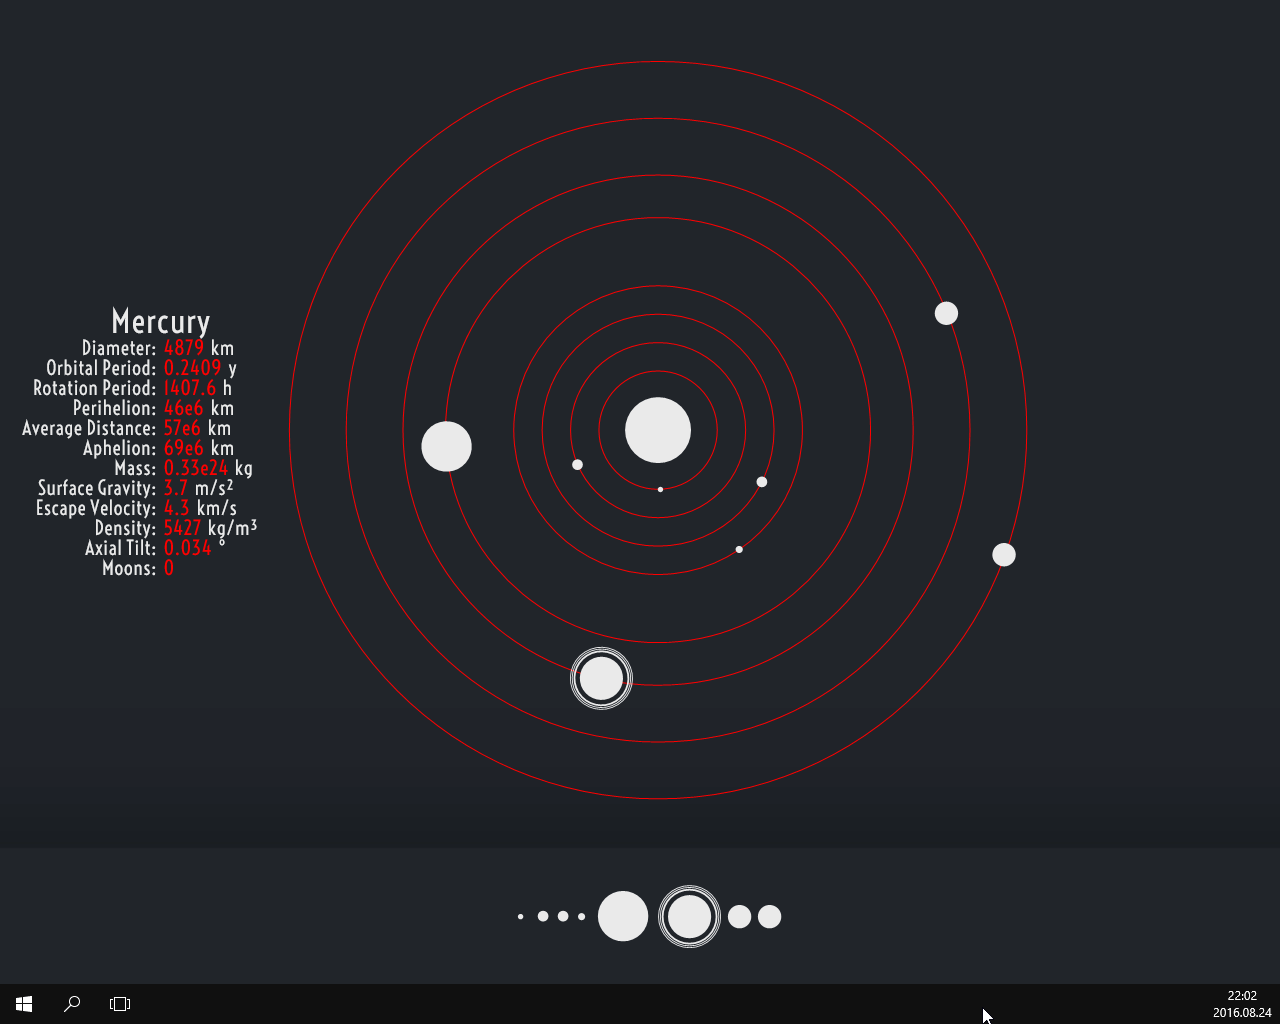 Mercury
Diameter: 4879 km
Orbital Period: 0.2409 y
Rotation Period: 1407.6 h
Perihelion: 46e6 km
Average Distance: 57e6 km
Aphelion: 69e6 km
Mass: 0.33e24 kg
Surface Gravity: 3.7 m/s²
Escape Velocity: 4.3 km/s
Density: 5427 kg/m³
Axial Tilt: 0.034 °
Moons: 0
22:02
2016.08.24